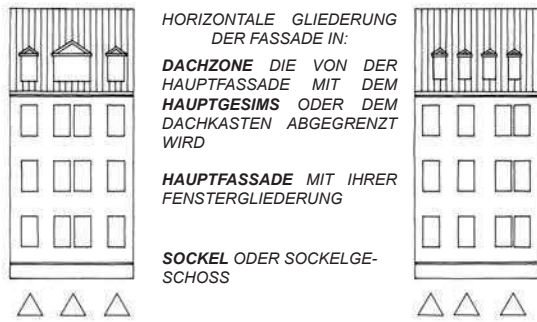 HORIZONTALE GLIEDERUNG
DER FASSADE IN:
DACHZONE DIE VON DER
HAUPTFASSADE MIT DEM
HAUPTGESIMS ODER DEM
DACHKASTEN ABGEGRENZT
WIRD
HAUPTFASSADE MIT IHRER
FENSTERGLIEDERUNG
SOCKEL ODER SOCKELGE-
SCHOSS